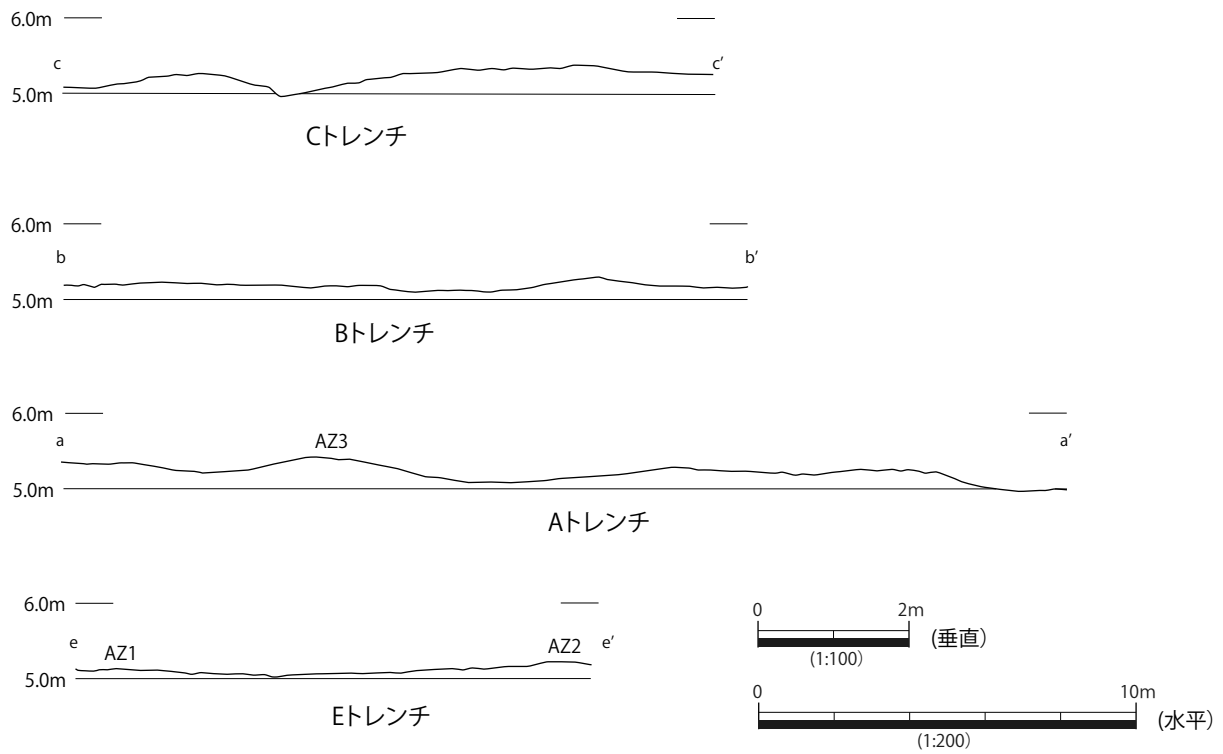 6.0m
c c’
5.0m
Cトレンチ
6.0m
b b’
5.0m
Bトレンチ
6.0m
a AZ3 a’
5.0m
Aトレンチ
6.0m
e AZ1 AZ2 e’
5.0m
Eトレンチ
0 2m
(垂直)
(1:100)
0 10m
(水平)
(1:200)